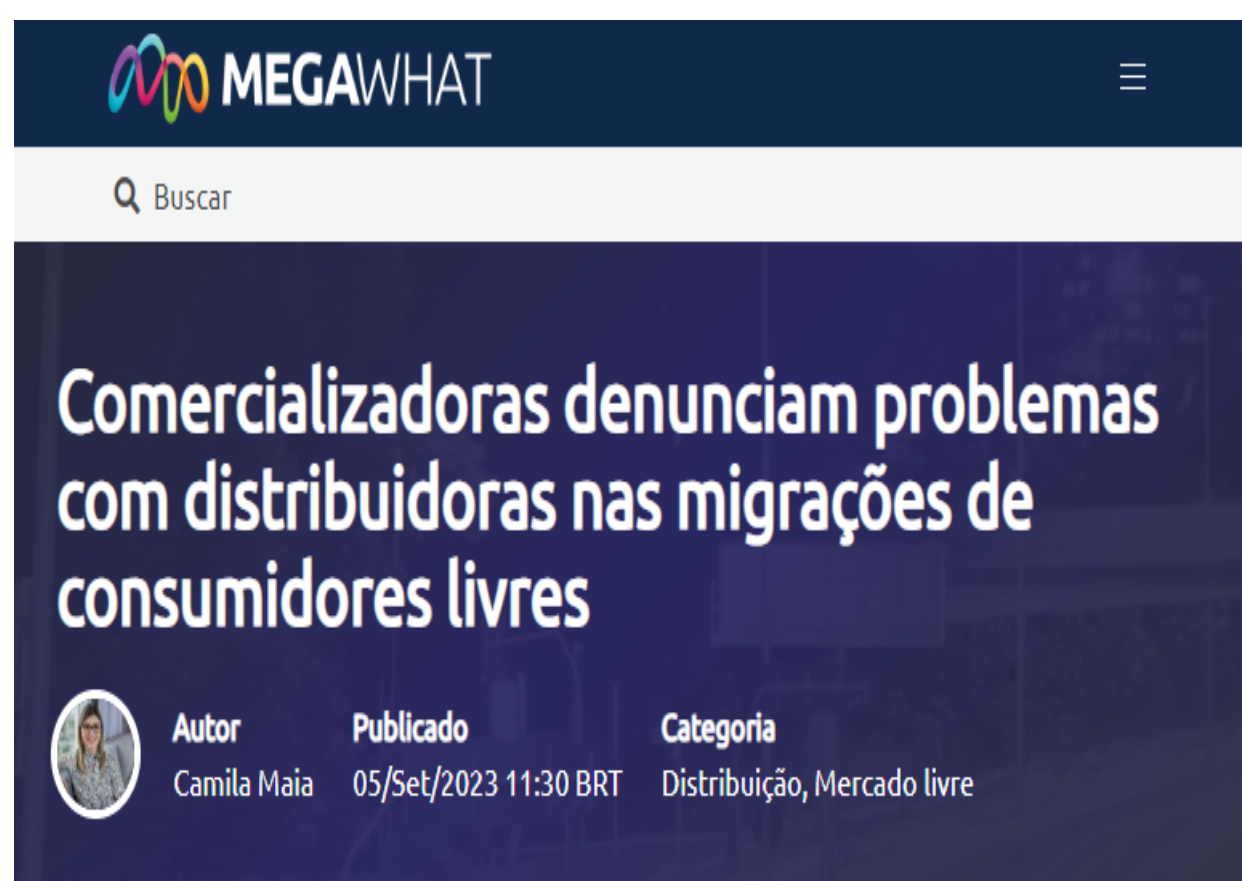 MEGAWHAT
Buscar
Comercializadoras denunciam problemas
com distribuidoras nas migrações de
consumidores livres
Autor Publicado Categoria
Camila Maia 05/Set/2023 11:30 BRT Distribuição, Mercado livre